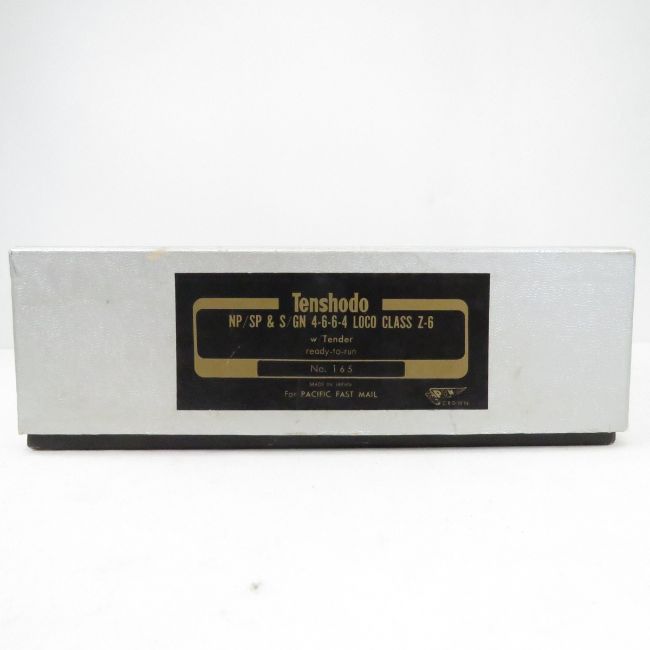 Tenshodo
NP/SP & S/GN 4-6-6-4 LOCO CLASS Z-6
w Tender
ready-to-run
No. 165
MADE IN JAPAN
For PACIFIC FAST MAIL
CROWN